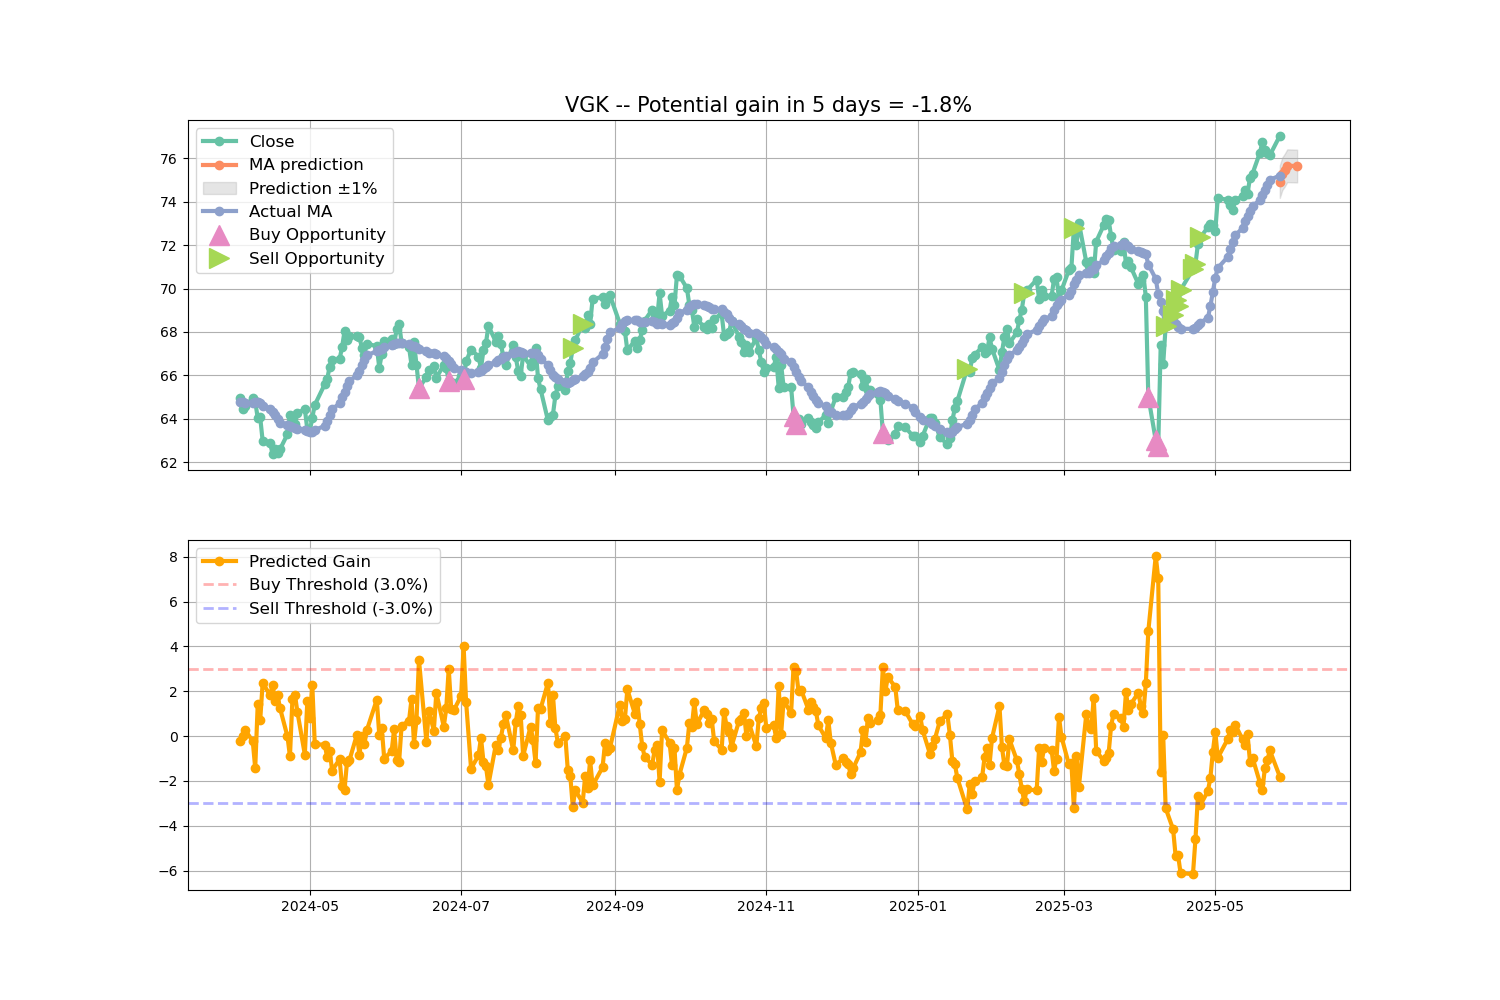 VGK -- Potential gain in 5 days = -1.8%
Close
MA prediction
Prediction ±1%
Actual MA
Buy Opportunity
Sell Opportunity
76
74
72
70
68
66
64
62
Predicted Gain
Buy Threshold (3.0%)
Sell Threshold (-3.0%)
8
6
4
2
0
−2
−4
−6
2024-05 2024-07 2024-09 2024-11 2025-01 2025-03 2025-05